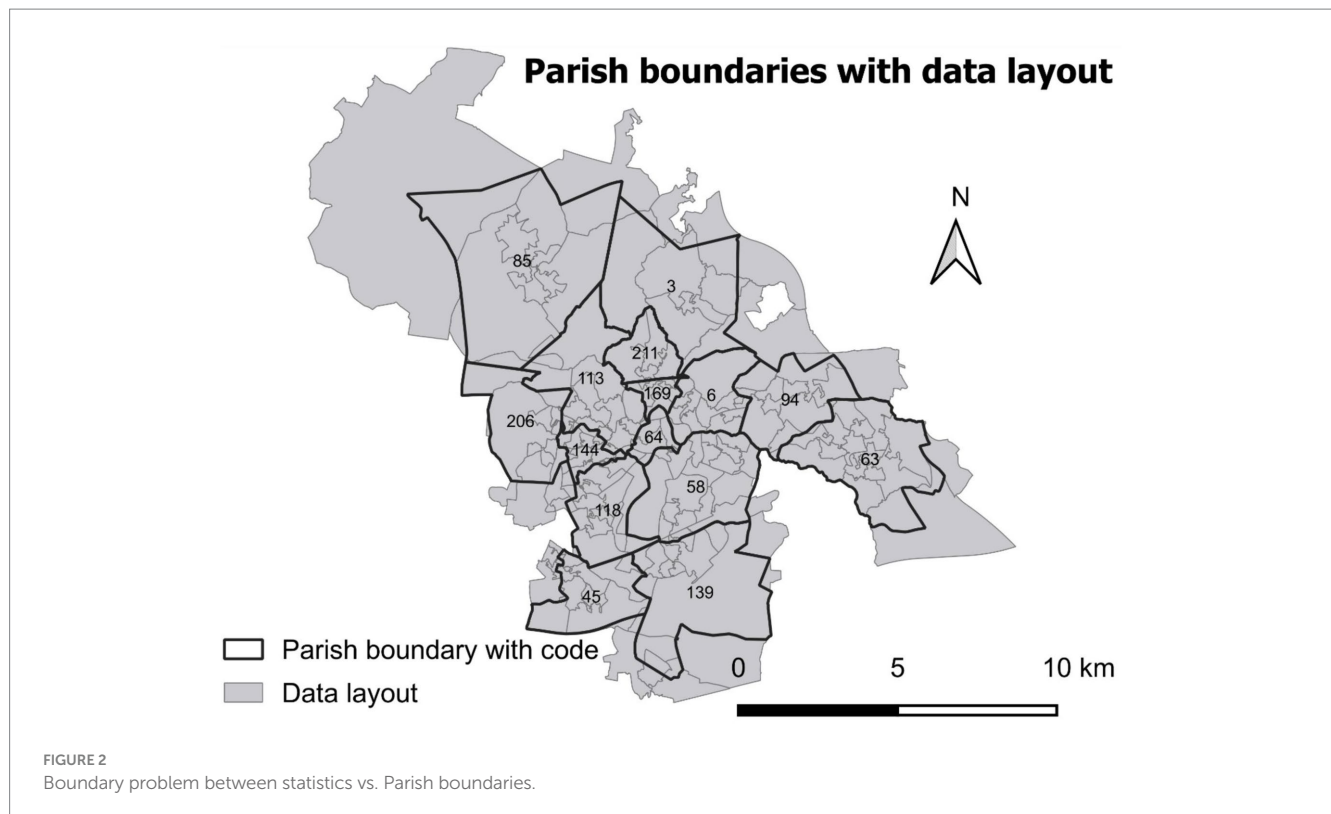 Parish boundaries with data layout
N
85
3
211
113
169
6
94
206
64
144
63
58
118
45
139
Parish boundary with code
Data layout
0 5 10 km
FIGURE 2
Boundary problem between statistics vs. Parish boundaries.